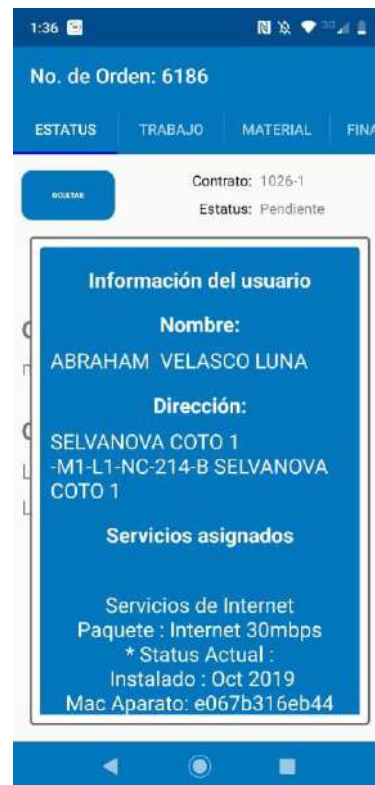 1:36
3G
No. de Orden: 6186
ESTATUS TRABAJO MATERIAL FINA
OCULTAR
Contrato: 1026-1
Estatus: Pendiente
Información del usuario
Nombre:
ABRAHAM VELASCO LUNA
Dirección:
SELVANOVA COTO 1
-M1-L1-NC-214-B SELVANOVA
COTO 1
Servicios asignados
Servicios de Internet
Paquete : Internet 30mbps
* Status Actual :
Instalado : Oct 2019
Mac Aparato: e067b316eb44